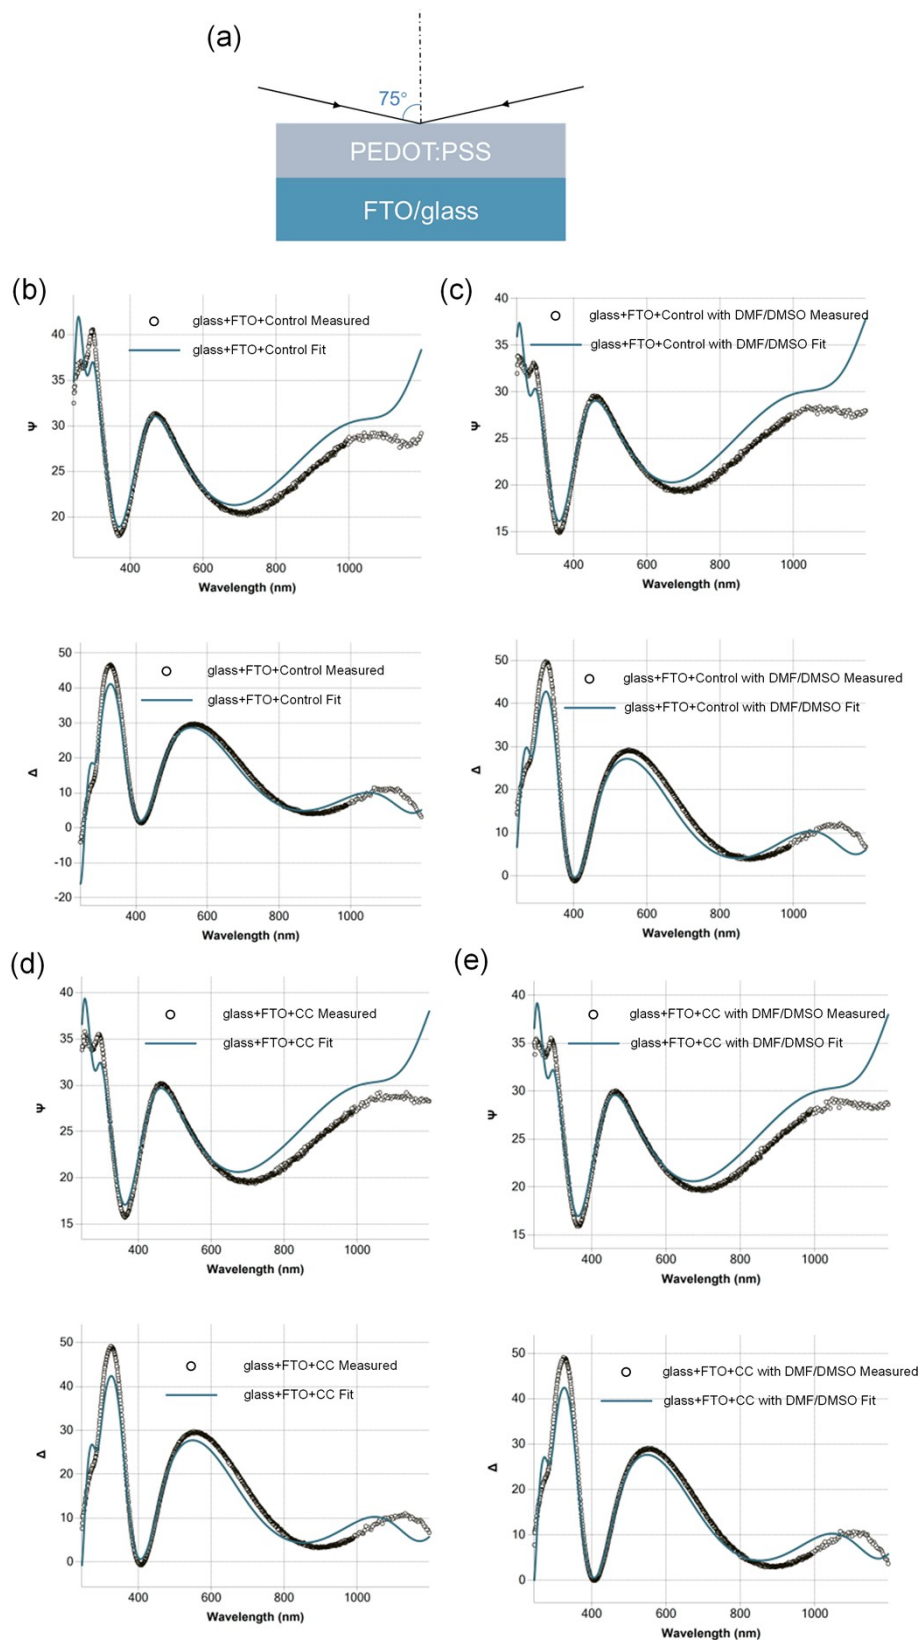 (a)
75°
PEDOT:PSS
FTO/glass
(b)
40
35
30
25
20
Ψ
glass+FTO+Control Measured
glass+FTO+Control Fit
400 600 800 1000
Wavelength (nm)
50
40
30
20
10
0
-10
-20
Δ
glass+FTO+Control Measured
glass+FTO+Control Fit
400 600 800 1000
Wavelength (nm)
(c)
40
35
30
25
20
15
Ψ
glass+FTO+Control with DMF/DMSO Measured
glass+FTO+Control with DMF/DMSO Fit
400 600 800 1000
Wavelength (nm)
50
40
30
20
10
0
Δ
glass+FTO+Control with DMF/DMSO Measured
glass+FTO+Control with DMF/DMSO Fit
400 600 800 1000
Wavelength (nm)
(d)
40
35
30
25
20
15
Ψ
glass+FTO+CC Measured
glass+FTO+CC Fit
400 600 800 1000
Wavelength (nm)
50
40
30
20
10
0
Δ
glass+FTO+CC Measured
glass+FTO+CC Fit
400 600 800 1000
Wavelength (nm)
(e)
40
35
30
25
20
15
Ψ
glass+FTO+CC with DMF/DMSO Measured
glass+FTO+CC with DMF/DMSO Fit
400 600 800 1000
Wavelength (nm)
50
40
30
20
10
0
Δ
glass+FTO+CC with DMF/DMSO Measured
glass+FTO+CC with DMF/DMSO Fit
400 600 800 1000
Wavelength (nm)